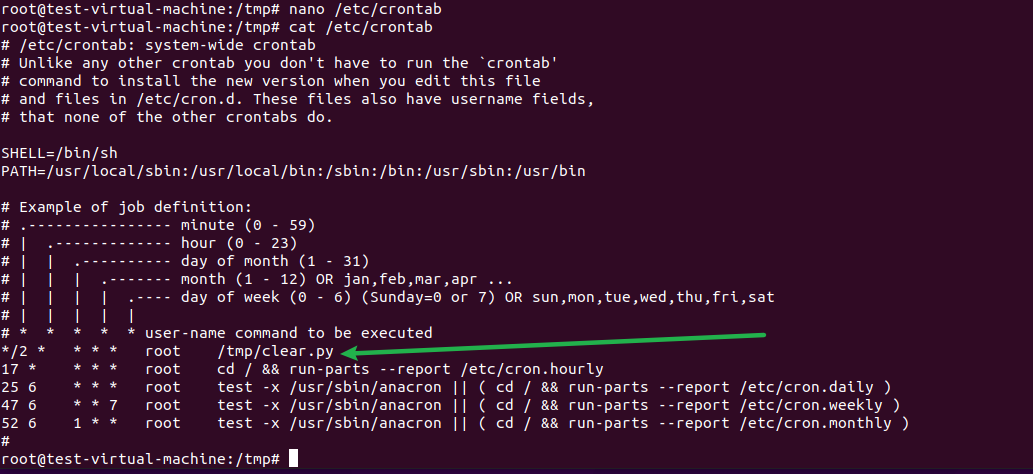 root@test-virtual-machine:/tmp# nano /etc/crontab
root@test-virtual-machine:/tmp# cat /etc/crontab
# /etc/crontab: system-wide crontab
# Unlike any other crontab you don't have to run the `crontab'
# command to install the new version when you edit this file
# and files in /etc/cron.d. These files also have username fields,
# that none of the other crontabs do.

SHELL=/bin/sh
PATH=/usr/local/sbin:/usr/local/bin:/sbin:/bin:/usr/sbin:/usr/bin

# Example of job definition:
# .---------------- minute (0 - 59)
# |  .------------- hour (0 - 23)
# |  |  .---------- day of month (1 - 31)
# |  |  |  .------- month (1 - 12) OR jan,feb,mar,apr ...
# |  |  |  |  .---- day of week (0 - 6) (Sunday=0 or 7) OR sun,mon,tue,wed,thu,fri,sat
# |  |  |  |  |
# *  *  *  *  * user-name command to be executed
*/2 *   * * *   root    /tmp/clear.py
17 *    * * *   root    cd / && run-parts --report /etc/cron.hourly
25 6    * * *   root    test -x /usr/sbin/anacron || ( cd / && run-parts --report /etc/cron.daily )
47 6    * * 7   root    test -x /usr/sbin/anacron || ( cd / && run-parts --report /etc/cron.weekly )
52 6    1 * *   root    test -x /usr/sbin/anacron || ( cd / && run-parts --report /etc/cron.monthly )
#
root@test-virtual-machine:/tmp#